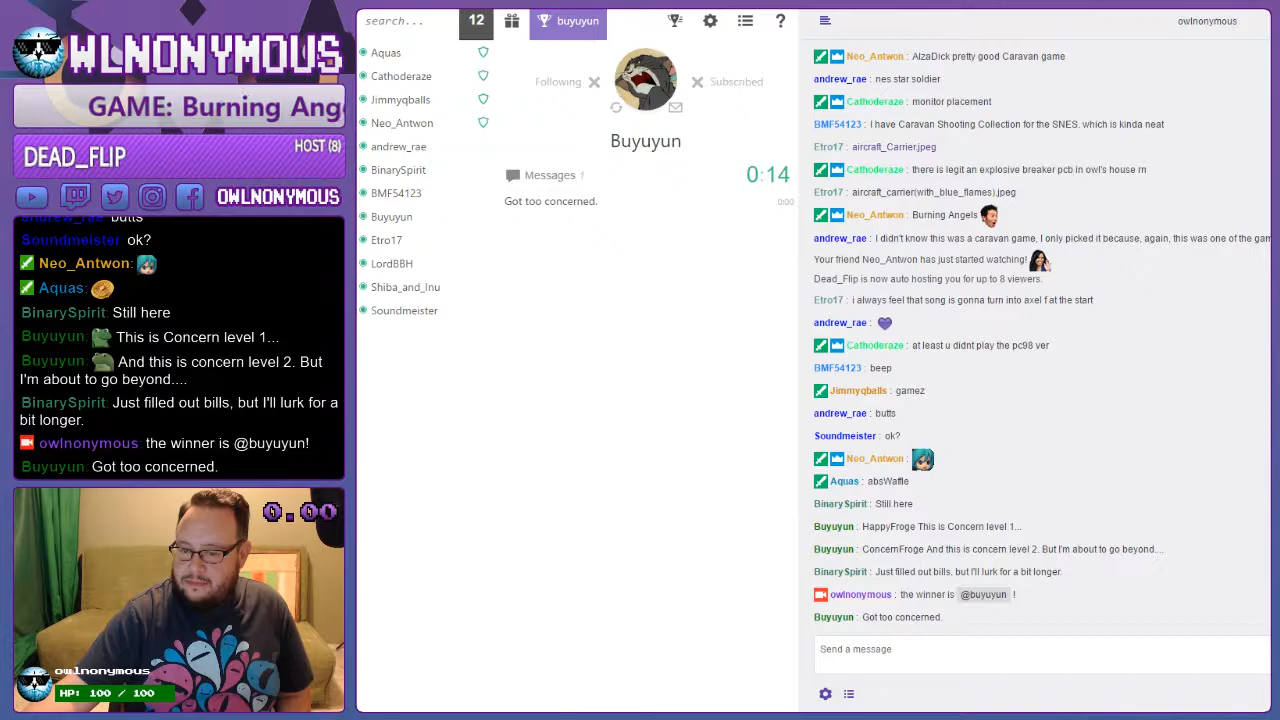 WLNONYMOUS
GAME: Burning Ang
DEAD_FLIP
HOST (8)
OWLNONYMOUS
andrew_rae butts
Soundmeister: ok?
Neo_Antwon:
Aquas:
BinarySpirit: Still here
Buyuyun: This is Concern level 1...
Buyuyun: And this is concern level 2. But
I'm about to go beyond....
BinarySpirit: Just filled out bills, but I'll lurk for a
bit longer.
owlnonymous the winner is @buyuyun!
Buyuyun: Got too concerned.
0.00
owlnonymous
HP: 100 / 100
search...
12
buyuyun
?
Aquas
Cathoderaze
Jimmyqballs
Neo_Antwon
andrew_rae
BinarySpirit
BMF54123
Buyuyun
Etro17
LordBBH
Shiba_and_Inu
Soundmeister
Following
Subscribed
Buyuyun
Messages
0:14
Got too concerned.
0:00
owlnonymous
Neo_Antwon : AlzaDick pretty good Caravan game
andrew_rae : nes star soldier
Cathoderaze : monitor placement
BMF54123 : I have Caravan Shooting Collection for the SNES. which is kinda neat
Etro17 : aircraft_Carrier.jpeg
Cathoderaze : there is legit an explosive breaker pcb in owl's house rn
Etro17 : aircraft_carrier(with_blue_flames).jpeg
Neo_Antwon : Burning Angels
andrew_rae : I didn't know this was a caravan game, I only picked it because, again, this was one of the gam
Your friend Neo_Antwon has just started watching!
Dead_Flip is now auto hosting you for up to 8 viewers.
Etro17 : i always feel that song is gonna turn into axel f at the start
andrew_rae :
Cathoderaze : at least u didnt play the pc98 ver
BMF54123 : beep
Jimmyqballs : gamez
andrew_rae : butts
Soundmeister : ok?
Neo_Antwon :
Aquas : absWaffle
BinarySpirit : Still here
Buyuyun : HappyFroge This is Concern level 1...
Buyuyun : ConcernFroge And this is concern level 2. But I'm about to go beyond....
BinarySpirit : Just filled out bills, but I'll lurk for a bit longer.
owlnonymous : the winner is @buyuyun !
Buyuyun : Got too concerned.
Send a message